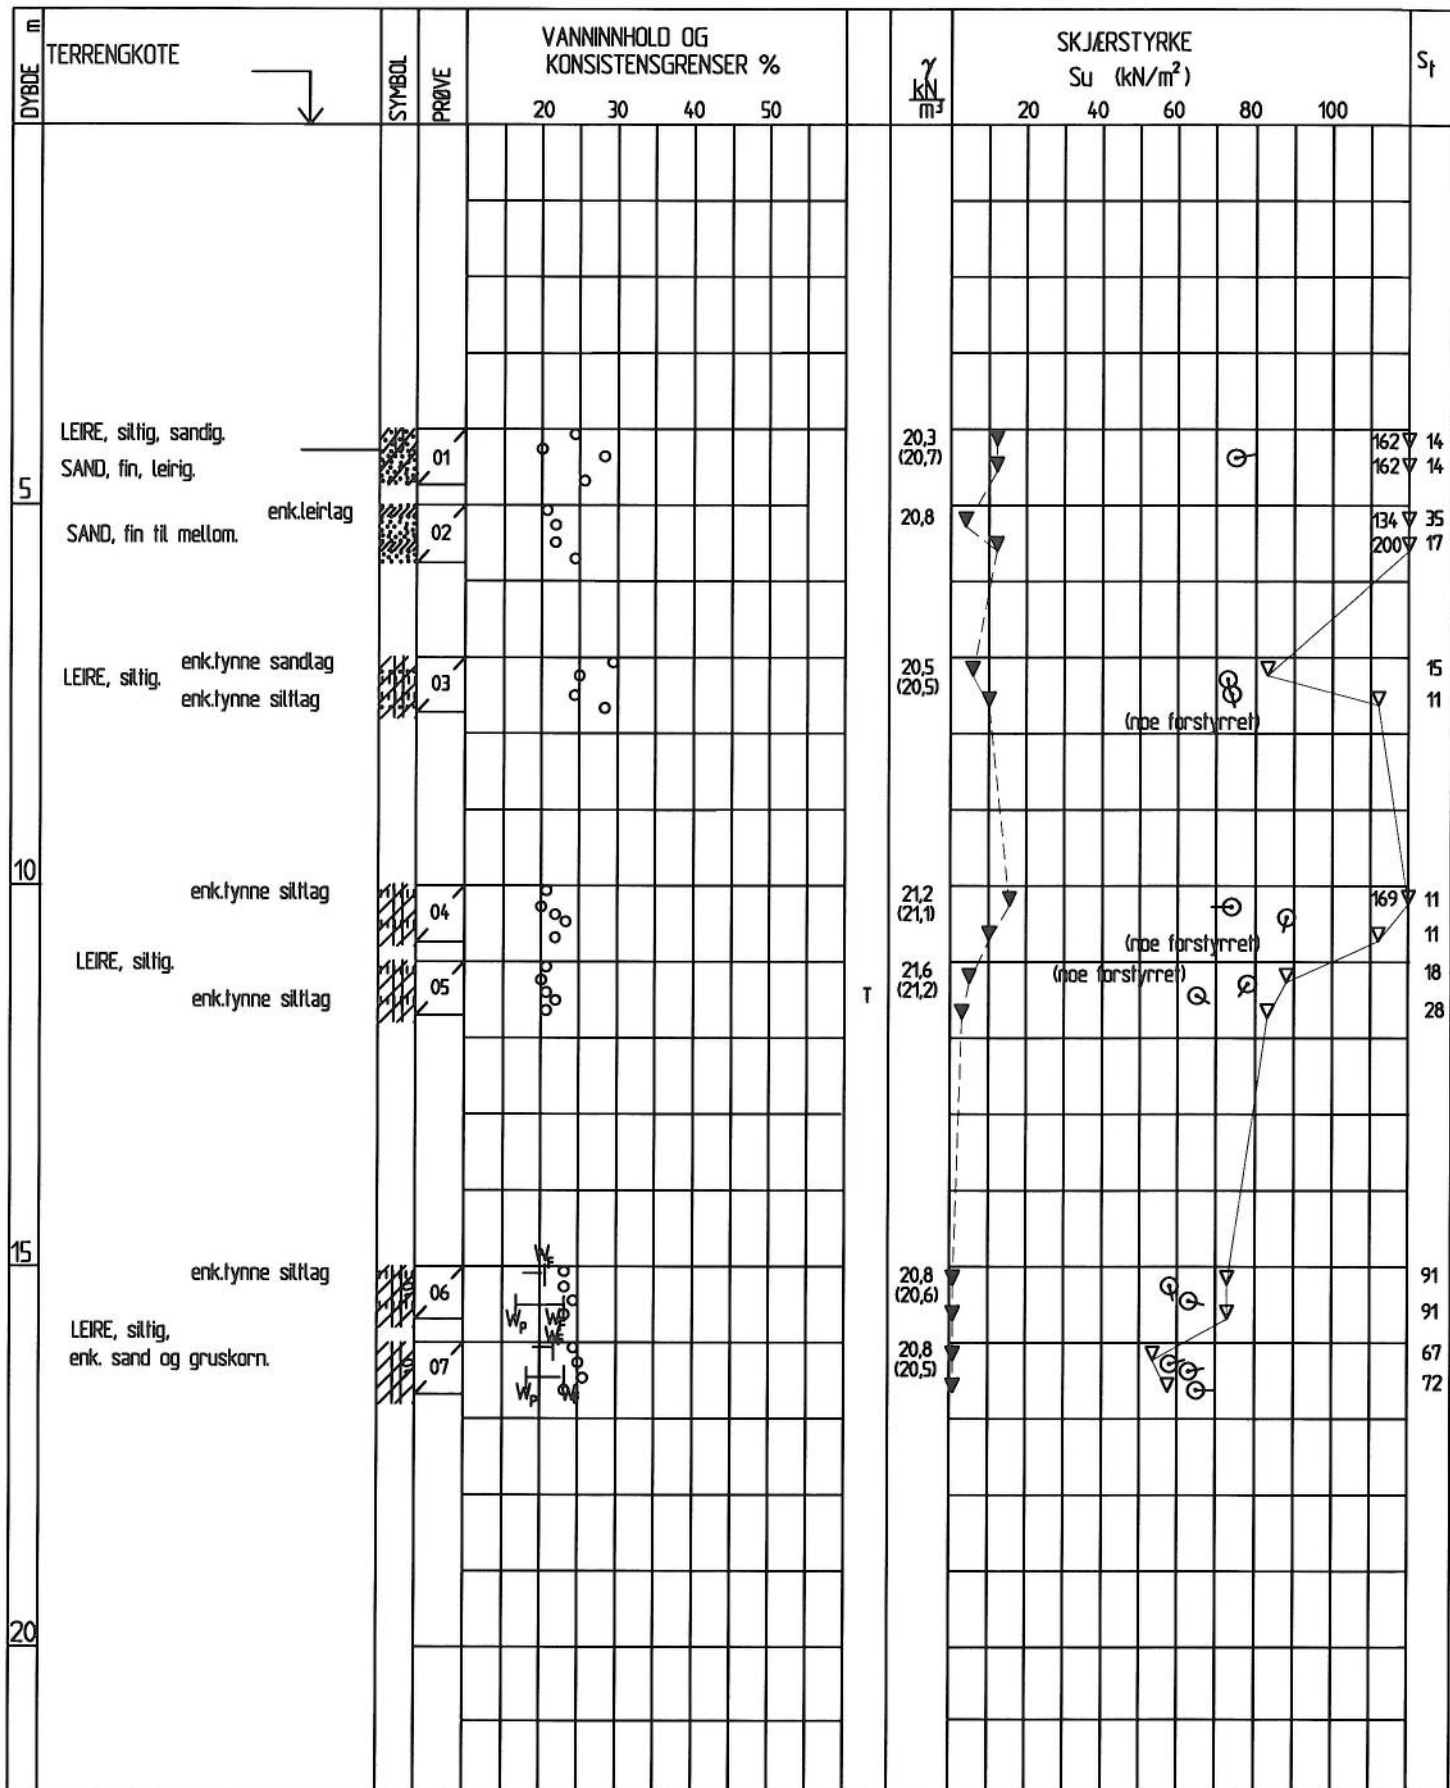 DYBDE m
TERRENGKOTE
SYMBOL
PRØVE
VANNINNHOLD OG
KONSISTENSGRENSER %
20 30 40 50
γ
kN
m³
SKJÆRSTYRKE
Su (kN/m²)
20 40 60 80 100
St
LEIRE, siltig, sandig.
SAND, fin, leirig.
01
20,3
(20,7)
162 14
162 14
5
enk.leirlag
SAND, fin til mellom.
02
20,8
134 35
200 17
enk.tynne sandlag
LEIRE, siltig.
enk.tynne siltlag
03
20,5
(20,5)
(noe forstyrret)
15
11
10
enk.tynne siltlag
04
21,2
(21,1)
(noe forstyrret)
169 11
11
LEIRE, siltig.
enk.tynne siltlag
05
T
21,6
(21,2)
(noe forstyrret)
18
28
15
enk.tynne siltlag
06
WF
WP WF
20,8
(20,6)
91
91
LEIRE, siltig,
enk. sand og gruskorn.
07
WF
WP WF
20,8
(20,5)
67
72
20